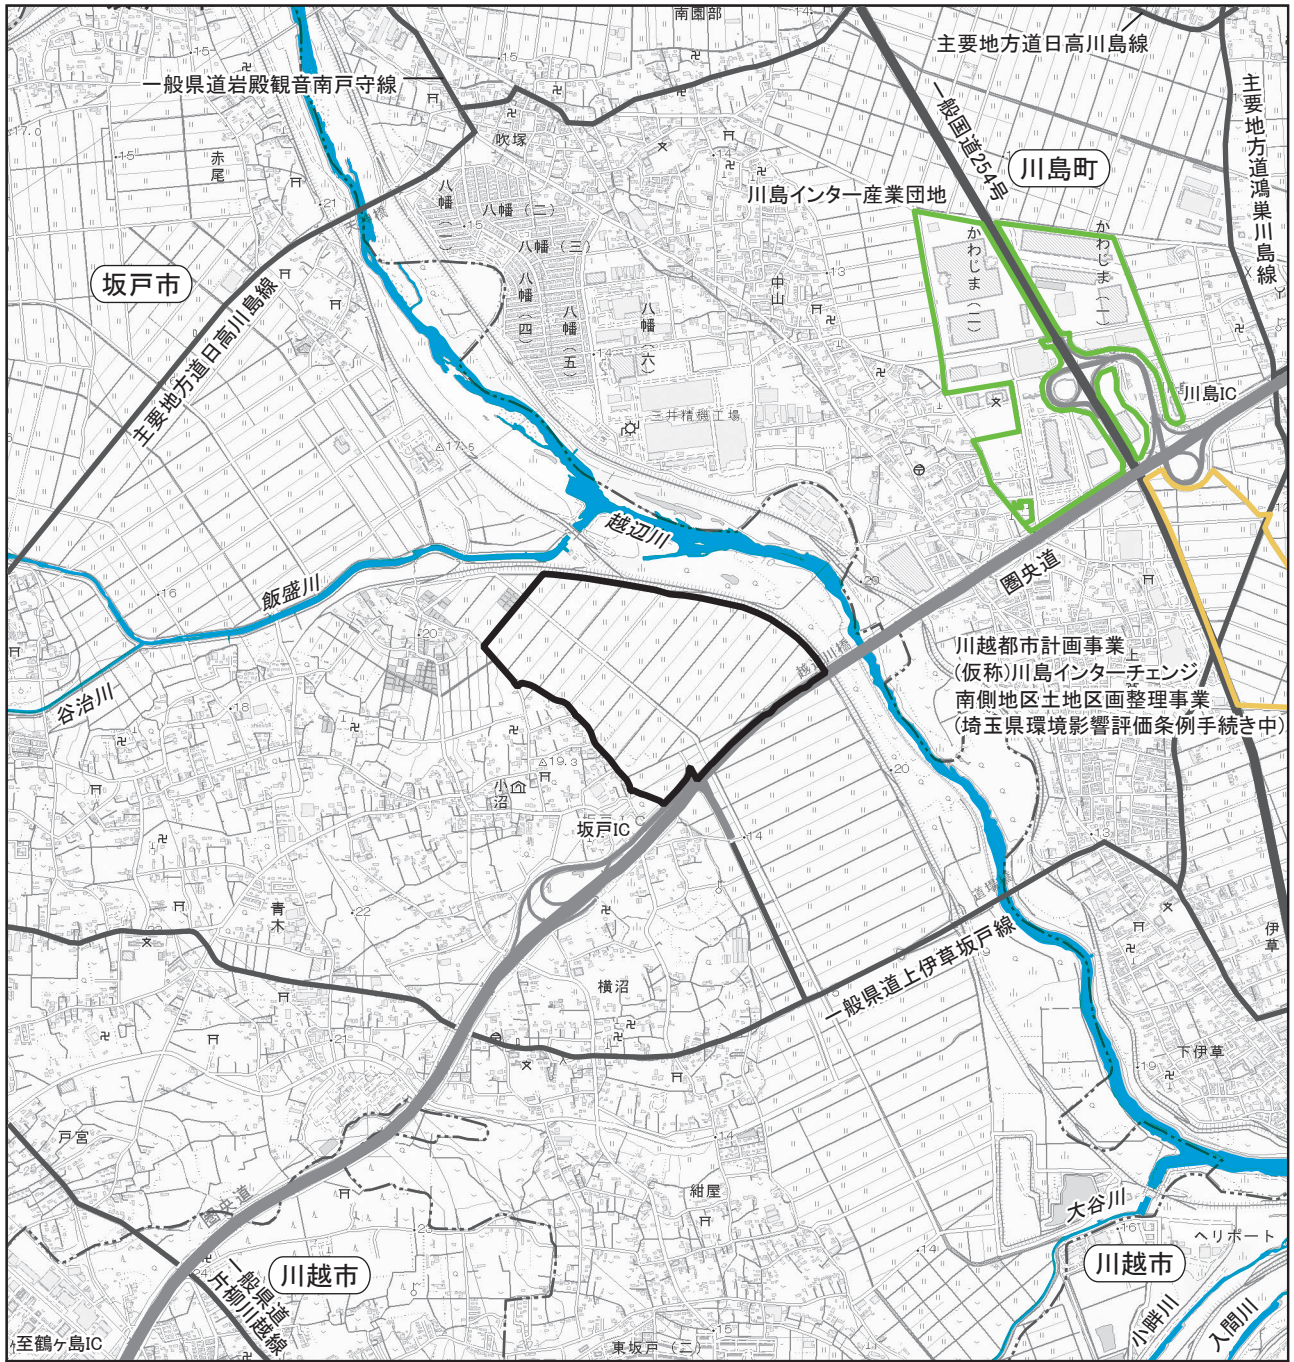 南園部
主要地方道日高川島線
一般県道岩殿観音南戸守線
一般国道254号
主要地方道鴻巣川島線
吹塚
赤尾
川島町
川島インター産業団地
八幡(一)
八幡(二)
八幡(三)
八幡(四)
八幡(五)
八幡(六)
かわじま(一)
かわじま(二)
中山
坂戸市
主要地方道日高川島線
三井精機工場
川島IC
越辺川
飯盛川
圏央道
谷治川
越辺川橋
川越都市計画事業
(仮称)川島インターチェンジ
南側地区土地区画整理事業
(埼玉県環境影響評価条例手続き中)
小沼
坂戸IC
青木
横沼
一般県道上伊草坂戸線
伊草
下伊草
戸宮
圏央道
紺屋
大谷川
ヘリポート
川越市
川越市
一般県道
片柳川越線
小畔川
入間川
至鶴ヶ島IC
東坂戸(二)